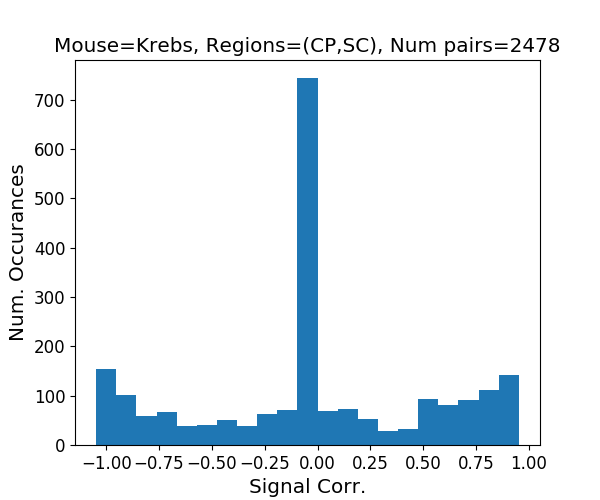 Mouse=Krebs, Regions=(CP,SC), Num pairs=2478
Num. Occurances
700
600
500
400
300
200
100
0
−1.00 −0.75 −0.50 −0.25 0.00 0.25 0.50 0.75 1.00
Signal Corr.